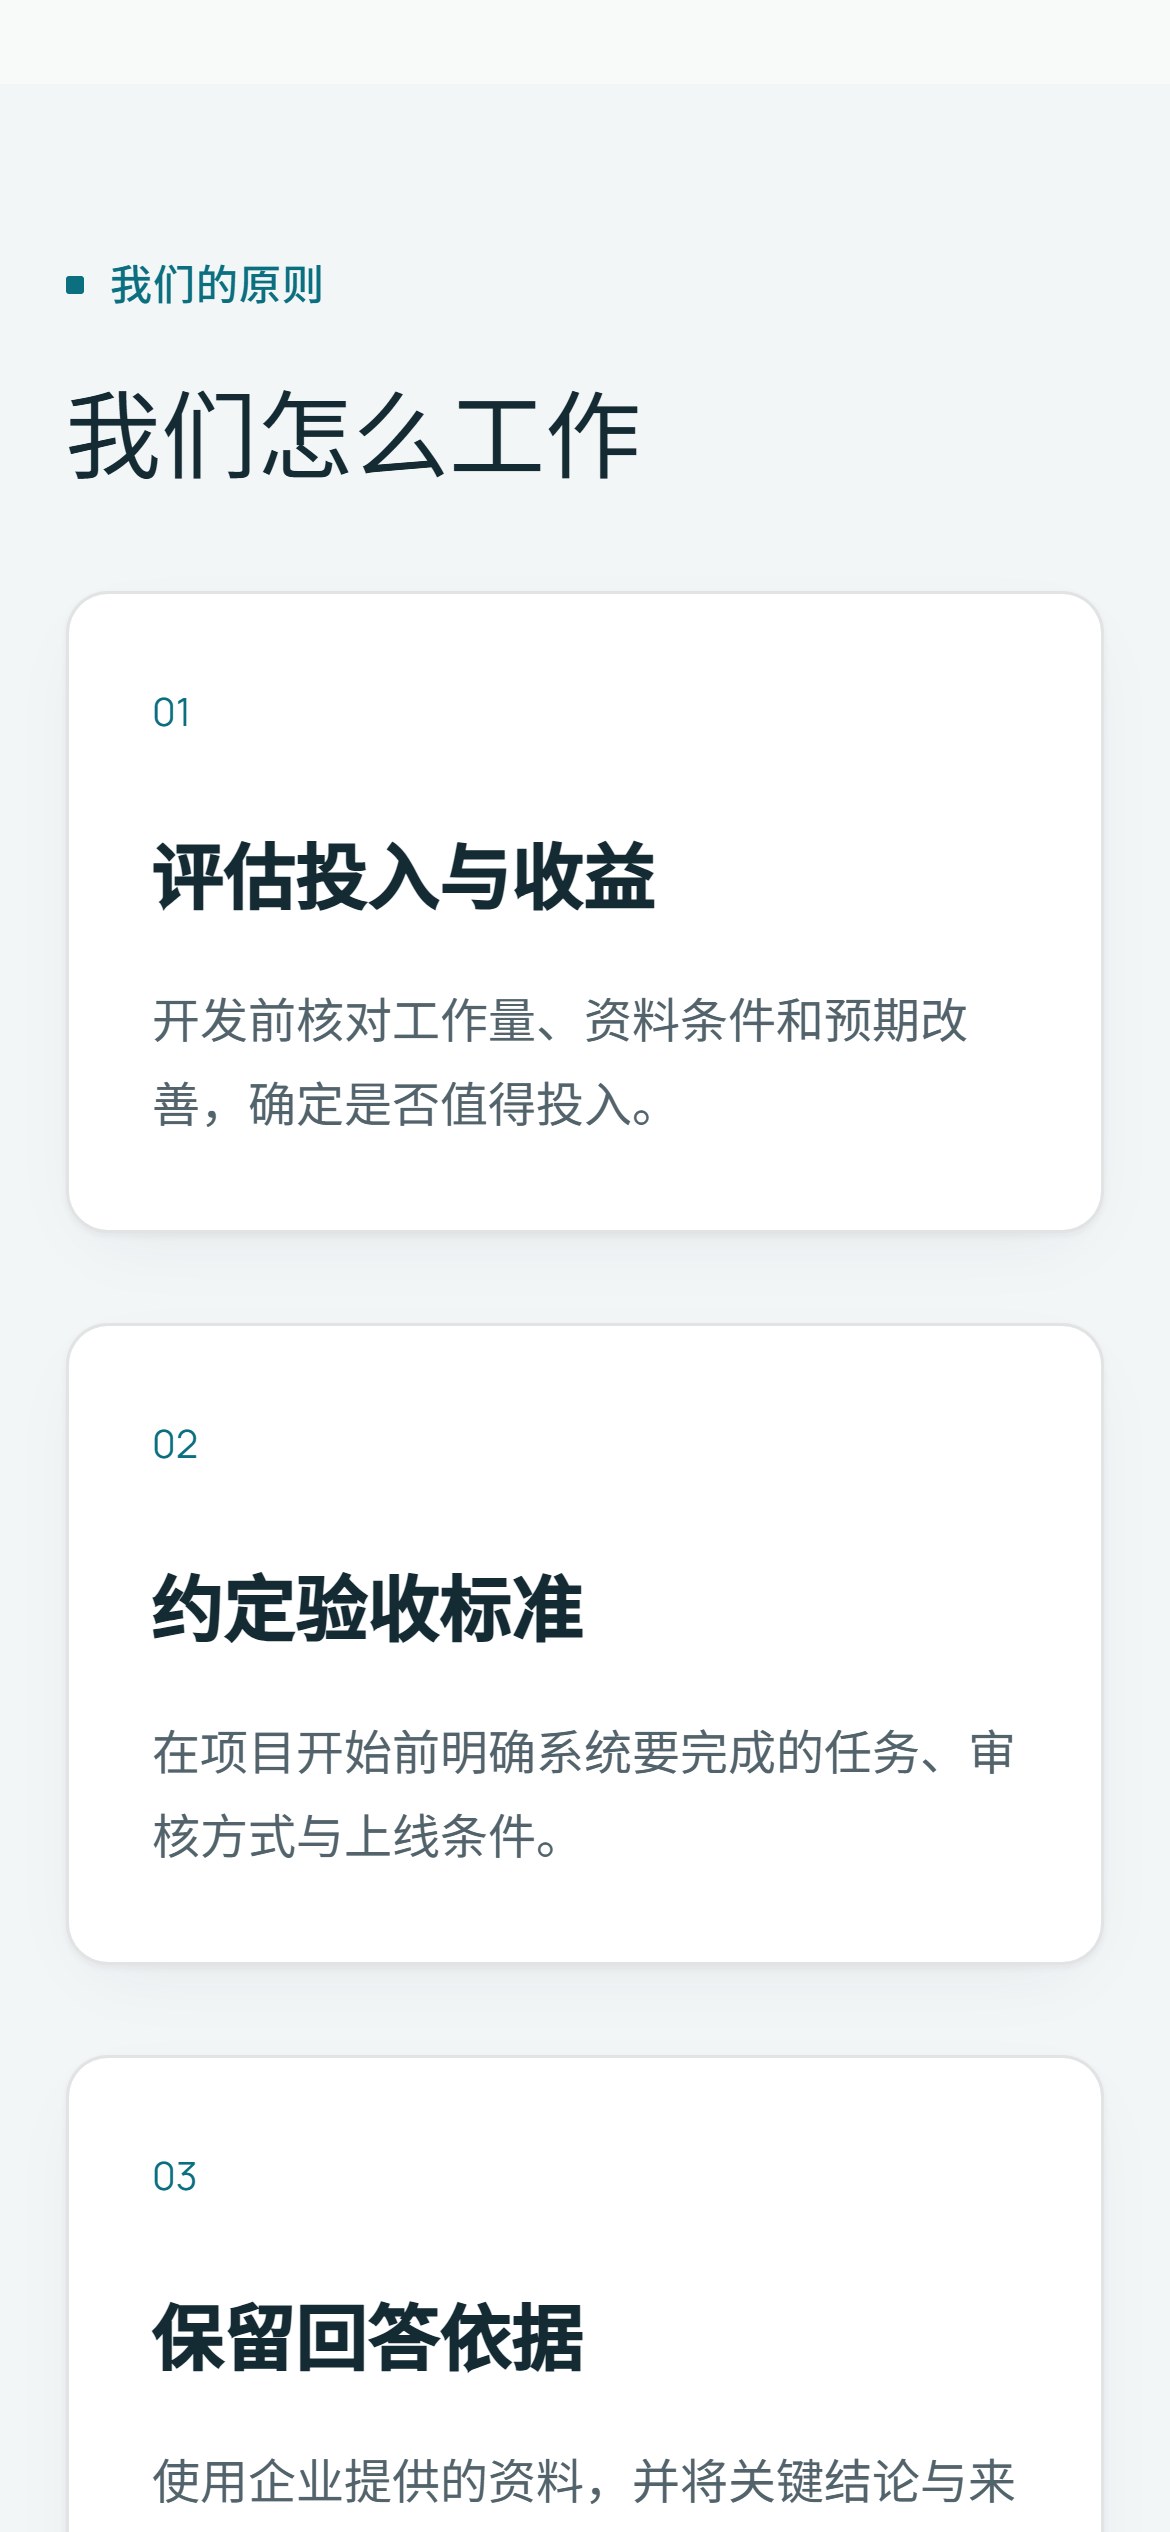 我们的原则
我们怎么工作
01
评估投入与收益
开发前核对工作量、资料条件和预期改
善，确定是否值得投入。
02
约定验收标准
在项目开始前明确系统要完成的任务、审
核方式与上线条件。
03
保留回答依据
使用企业提供的资料，并将关键结论与来